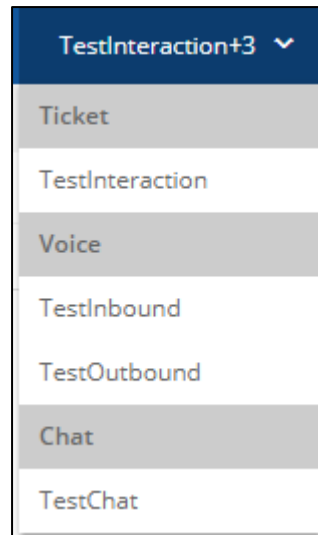 TestInteraction+3
Ticket
TestInteraction
Voice
TestInbound
TestOutbound
Chat
TestChat